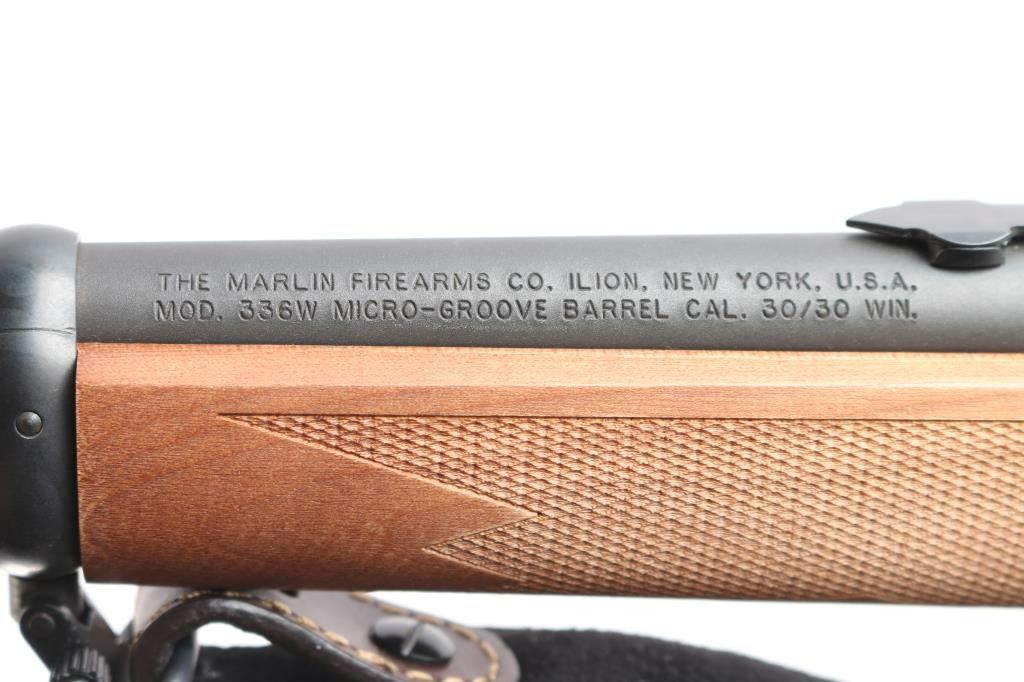 THE MARLIN FIREARMS CO. ILION, NEW YORK, U.S.A.
MOD. 336W MICRO-GROOVE BARREL CAL. 30/30 WIN.